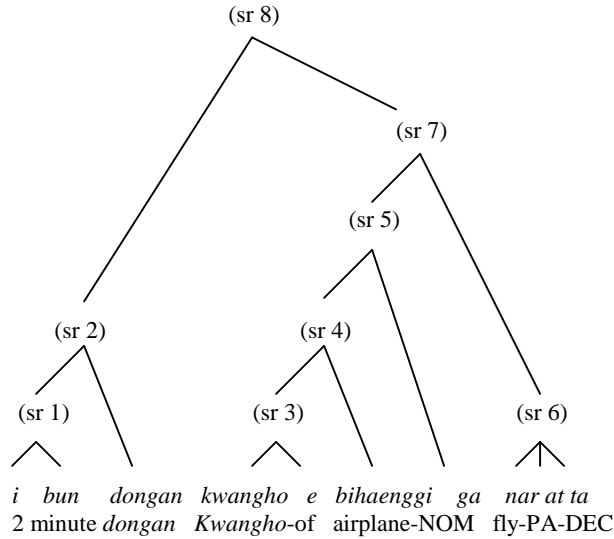 (sr 8)
(sr 7)
(sr 5)
(sr 2) (sr 4)
(sr 1) (sr 3) (sr 6)
i bun dongan kwangho e bihaenggi ga nar at ta
2 minute dongan Kwangho-of airplane-NOM fly-PA-DEC